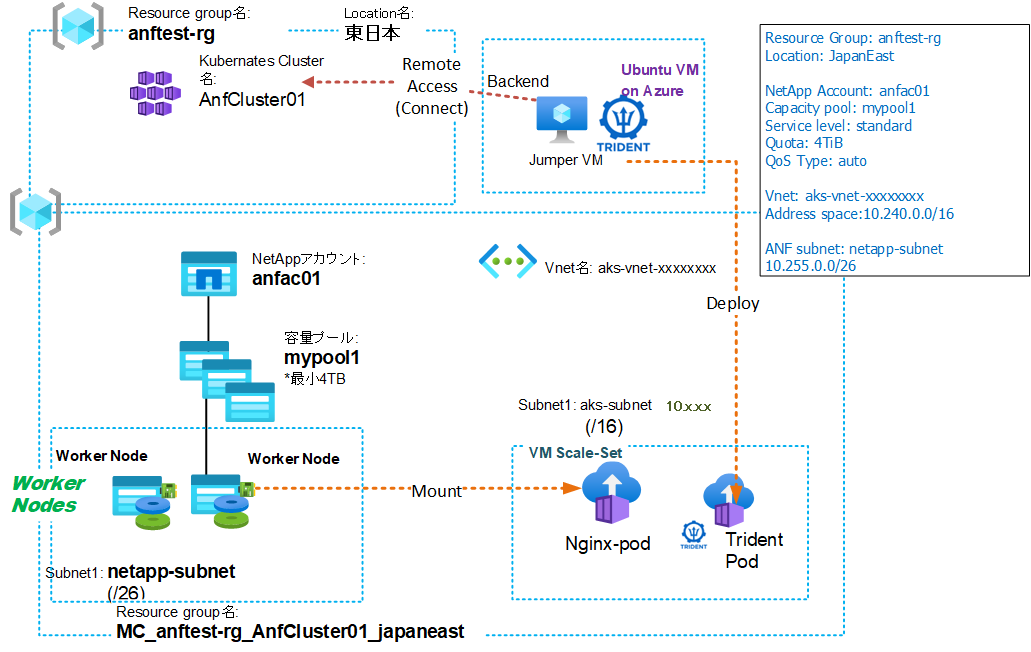 Resource group名:
anftest-rg
Location名:
東日本
Kubernetes Cluster
名:
AnfCluster01
Remote
Access
(Connect)
Backend
Ubuntu VM
on Azure
TRIDENT
Jumper VM
Resource Group: anftest-rg
Location: JapanEast
NetApp Account: anfac01
Capacity pool: mypool1
Service level: standard
Quota: 4TiB
QoS Type: auto
Vnet: aks-vnet-xxxxxxxx
Address space:10.240.0.0/16
ANF subnet: netapp-subnet
10.255.0.0/26
NetAppアカウント:
anfac01
Vnet名: aks-vnet-xxxxxxxx
Deploy
容量プール:
mypool1
*最小4TB
Subnet1: aks-subnet 10.x.x.x
(/16)
VM Scale-Set
Worker Node
Worker Node
Worker
Nodes
Mount
Nginx-pod
TRIDENT
Trident
Pod
Subnet1: netapp-subnet
(/26)
Resource group名:
MC_anftest-rg_AnfCluster01_japaneast